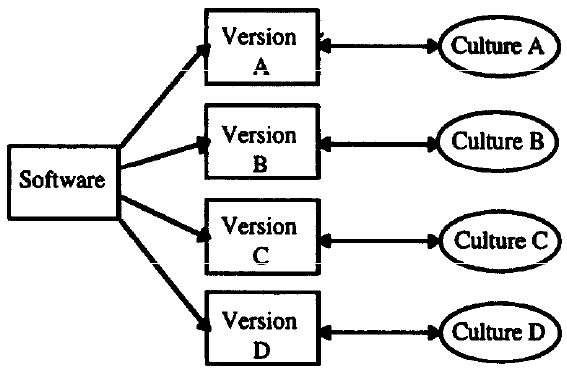 Version
A
Culture A
Version
B
Culture B
Software
Version
C
Culture C
Version
D
Culture D